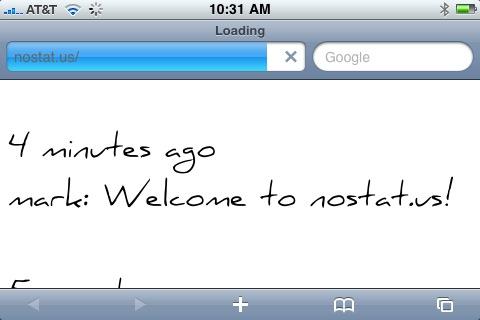 AT&T 10:31 AM
Loading
nostat.us/ Google
4 minutes ago
mark: Welcome to nostat.us!